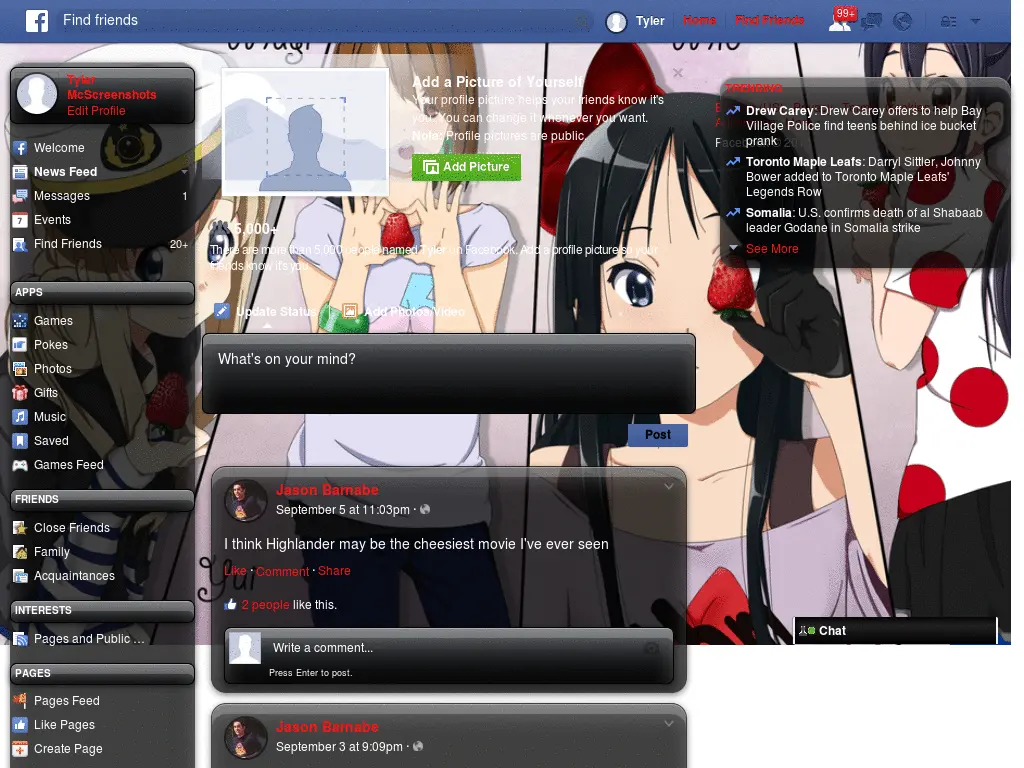 Find friends
Tyler
Home
Find Friends
99+
Tyler
McScreenshots
Edit Profile
Welcome
News Feed
Messages
1
Events
Find Friends
20+
APPS
Games
Pokes
Photos
Gifts
Music
Saved
Games Feed
FRIENDS
Close Friends
Family
Acquaintances
INTERESTS
Pages and Public ...
PAGES
Pages Feed
Like Pages
Create Page
Add a Picture of Yourself
Your profile picture helps your friends know it's
you. You can change it whenever you want.
Note: Profile pictures are public.
Add Picture
5,000+
There are more than 5,000 people named Tyler on Facebook. Add a profile picture so your
friends know it's you.
Update Status
Add Photos/Video
What's on your mind?
Post
Jason Barnabe
September 5 at 11:03pm ·
I think Highlander may be the cheesiest movie I've ever seen
Like · Comment · Share
2 people like this.
Write a comment...
Press Enter to post.
Jason Barnabe
September 3 at 9:09pm ·
TRENDING
Drew Carey: Drew Carey offers to help Bay
Village Police find teens behind ice bucket
prank
Toronto Maple Leafs: Darryl Sittler, Johnny
Bower added to Toronto Maple Leafs'
Legends Row
Somalia: U.S. confirms death of al Shabaab
leader Godane in Somalia strike
See More
Chat
Yui